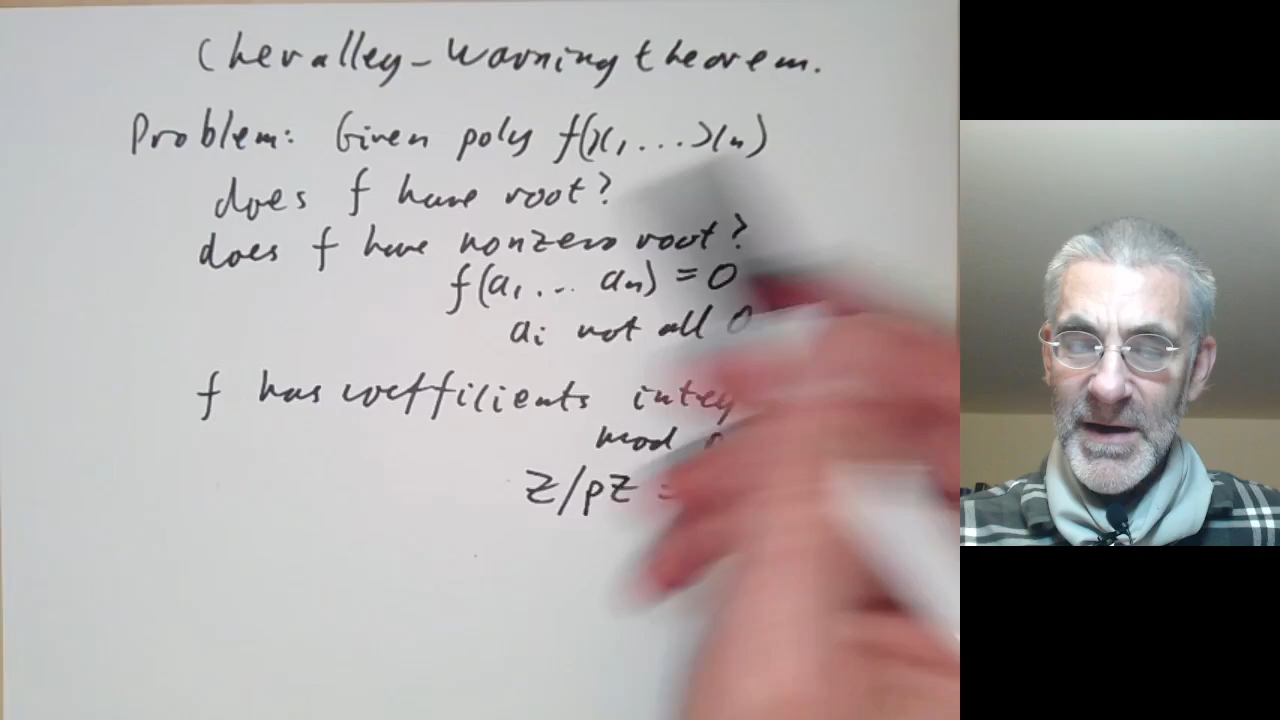 Chevalley-Warning theorem.
Problem: Given poly f(x1, ... xn)
does f have root?
does f have nonzero root?
f(a1, ... an) = 0
ai not all 0
f has coefficients
mod
Z/pZ =